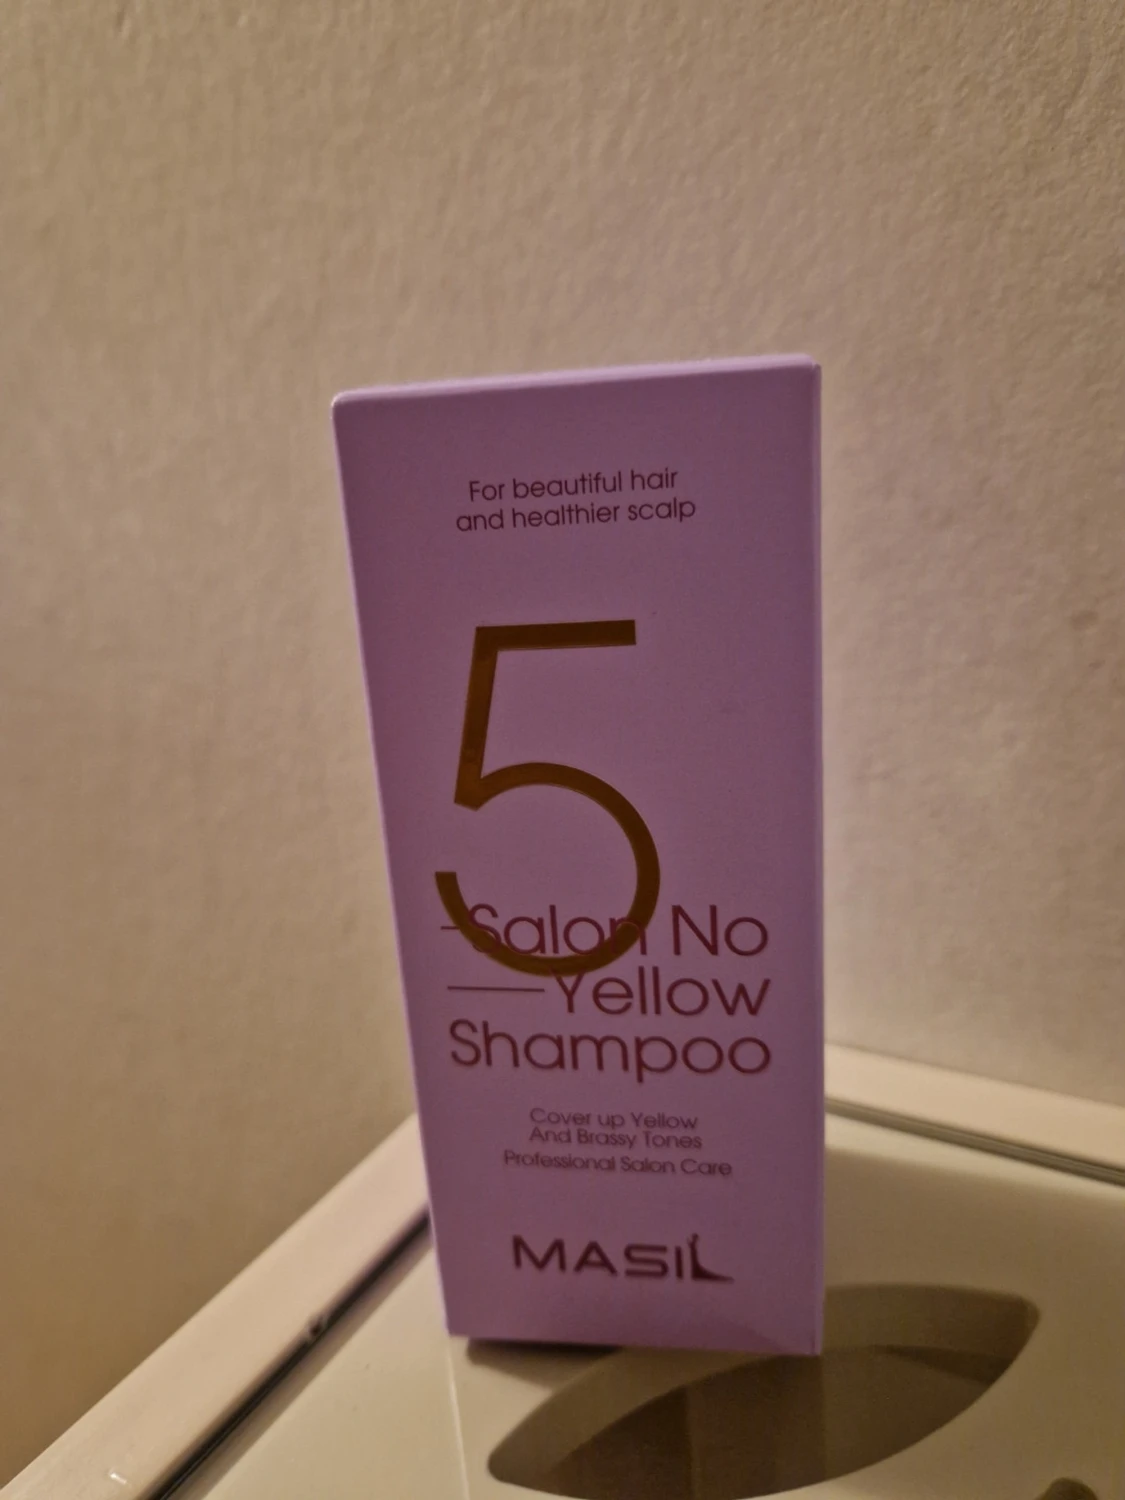 For beautiful hair
and healthier scalp
5
Salon No
Yellow
Shampoo
Cover up Yellow
And Brassy Tones
Professional Salon Care
MASIL